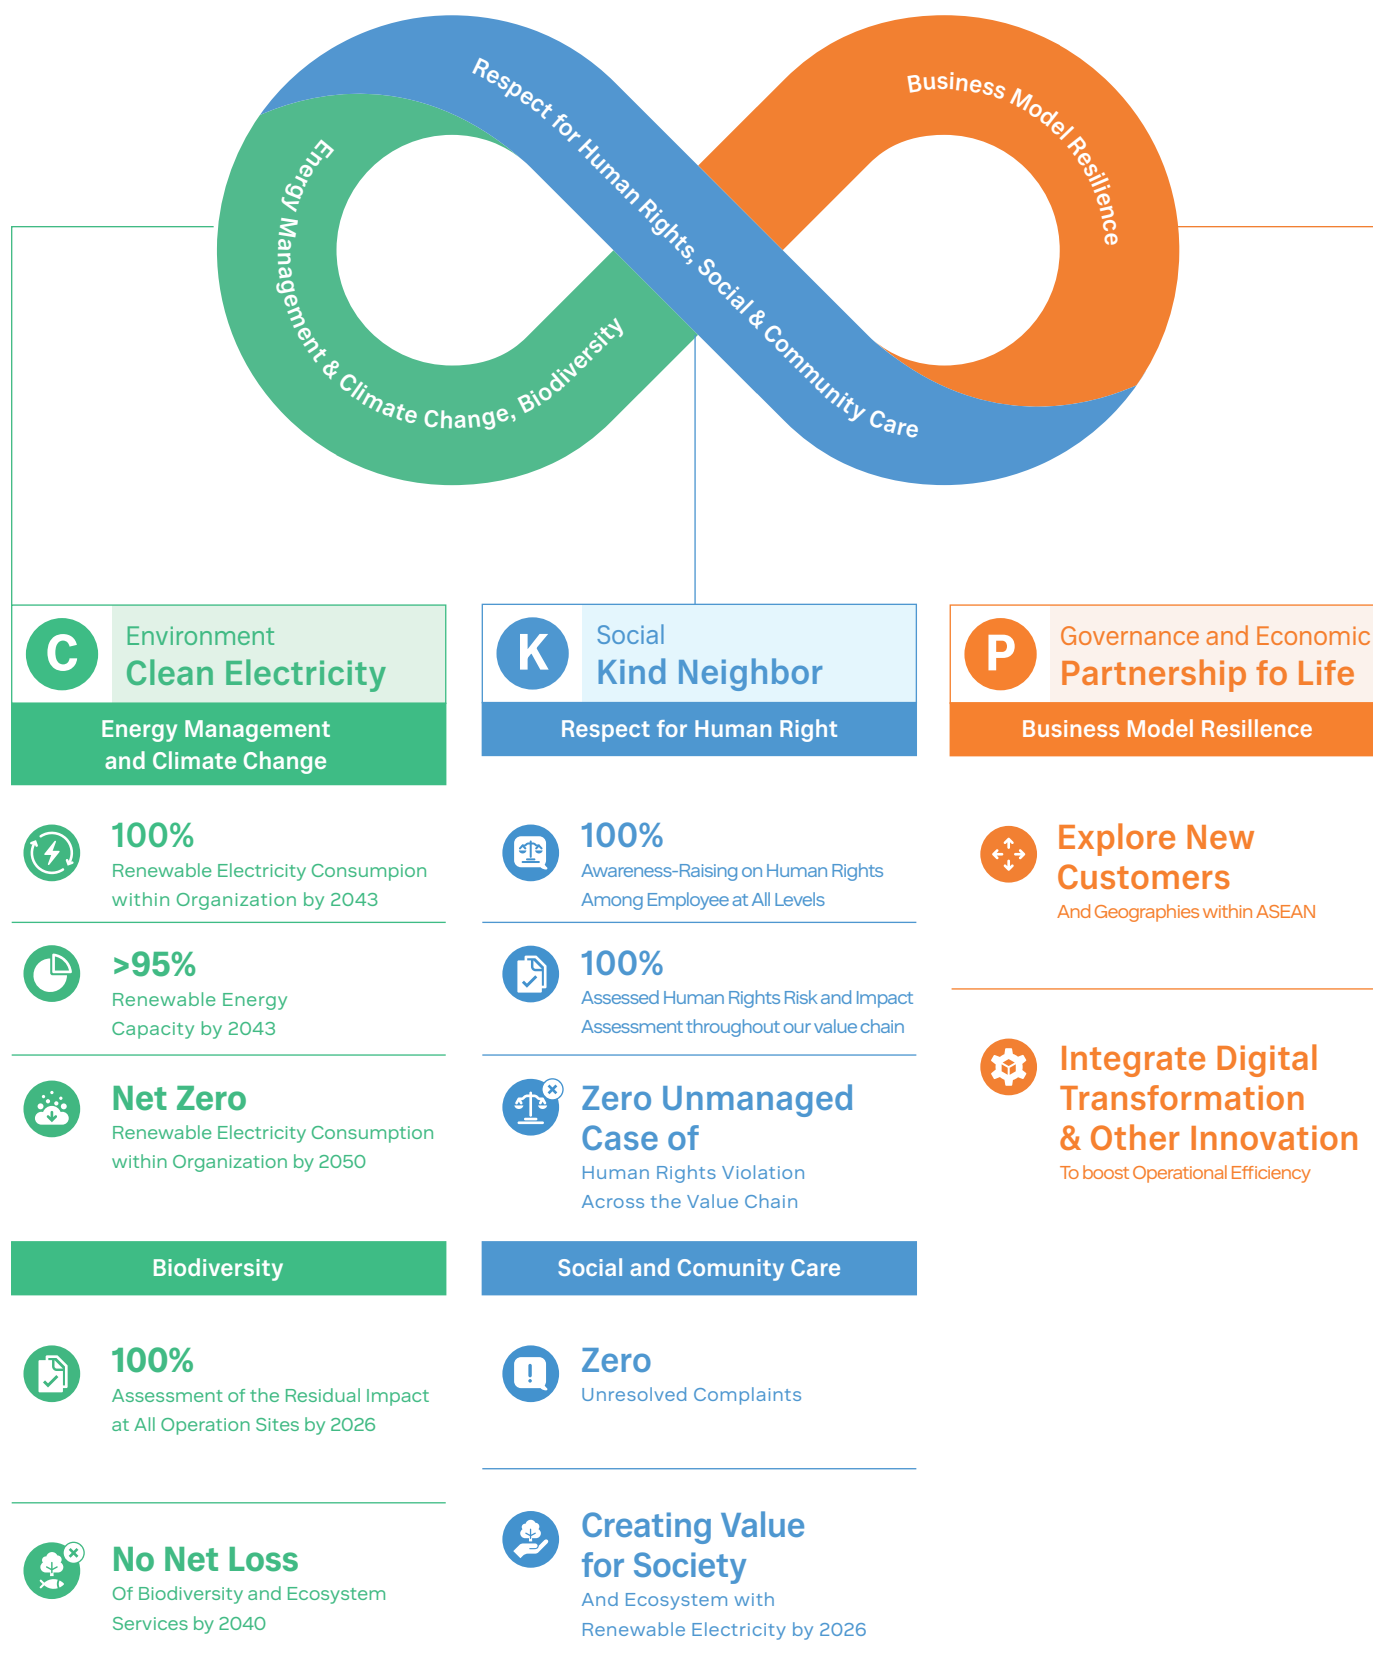 Respect for Human Rights, Social & Community Care
Business Model Resilience
Energy Management & Climate Change, Biodiversity
C
Environment
Clean Electricity
Energy Management
and Climate Change
100%
Renewable Electricity Consumpion
within Organization by 2043
>95%
Renewable Energy
Capacity by 2043
Net Zero
Renewable Electricity Consumption
within Organization by 2050
Biodiversity
100%
Assessment of the Residual Impact
at All Operation Sites by 2026
No Net Loss
Of Biodiversity and Ecosystem
Services by 2040
K
Social
Kind Neighbor
Respect for Human Right
100%
Awareness-Raising on Human Rights
Among Employee at All Levels
100%
Assessed Human Rights Risk and Impact
Assessment throughout our value chain
Zero Unmanaged
Case of
Human Rights Violation
Across the Value Chain
Social and Comunity Care
Zero
Unresolved Complaints
Creating Value
for Society
And Ecosystem with
Renewable Electricity by 2026
P
Governance and Economic
Partnership fo Life
Business Model Resillence
Explore New
Customers
And Geographies within ASEAN
Integrate Digital
Transformation
& Other Innovation
To boost Operational Efficiency